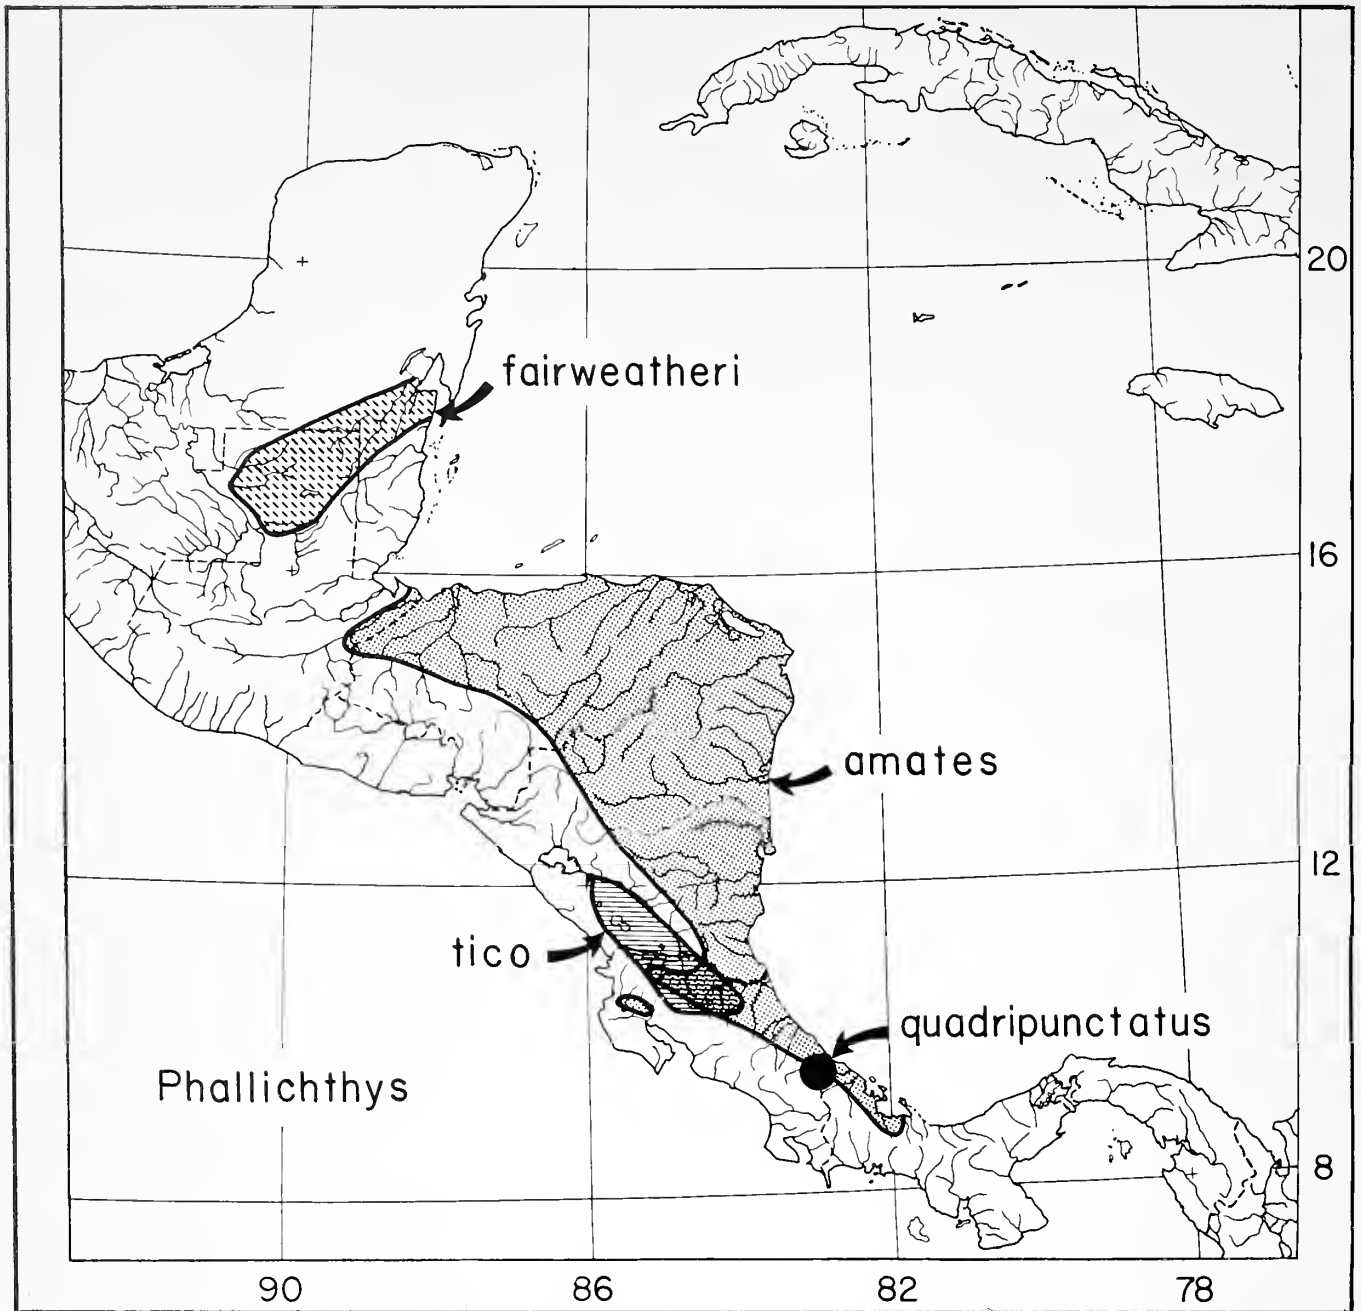 20
fairweatheri
16
amates
12
tico
quadripunctatus
Phallichthys
8
90 86 82 78